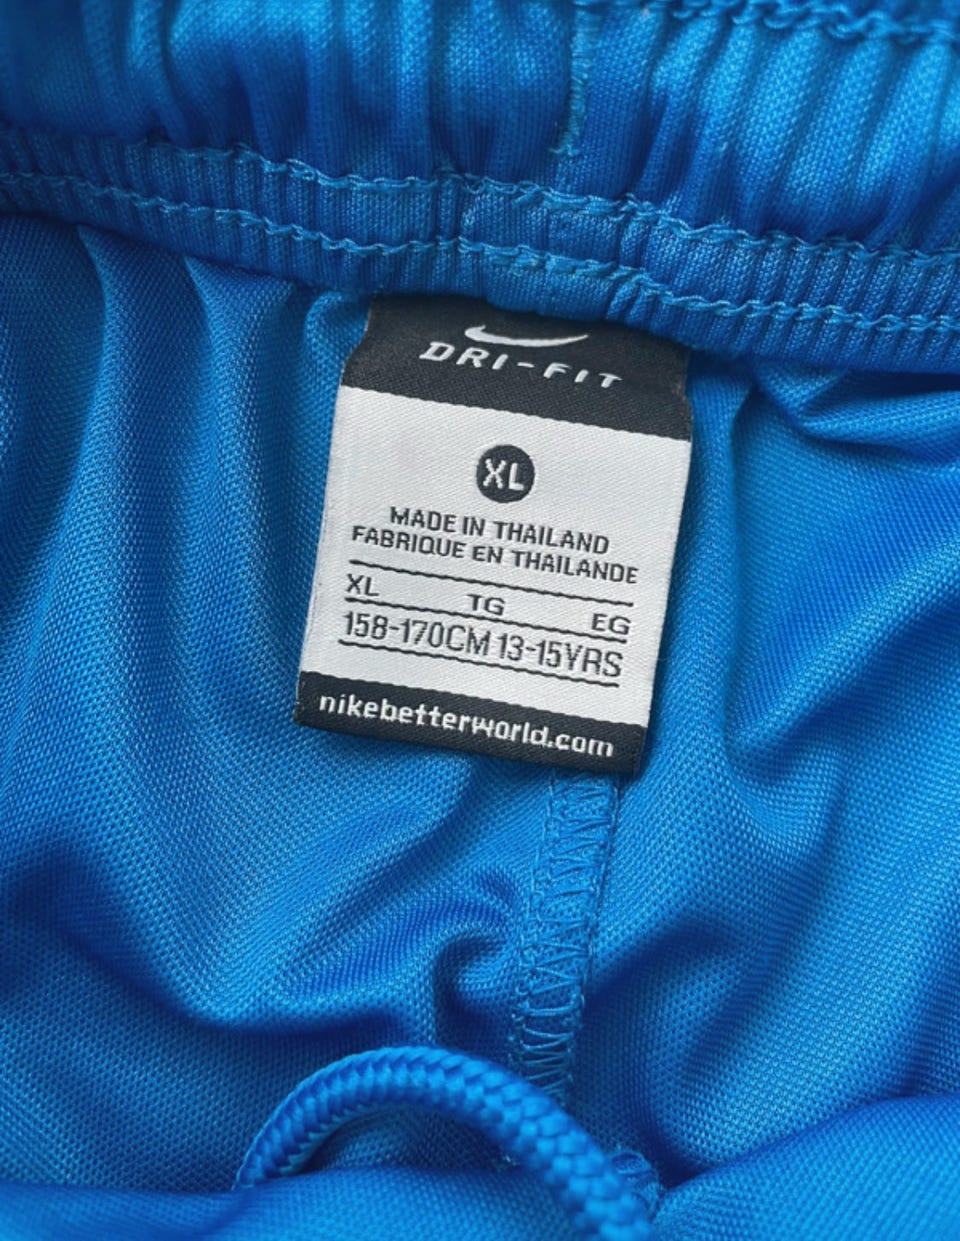 DRI-FIT
XL
MADE IN THAILAND
FABRIQUE EN THAILANDE
XL TG EG
158-170CM 13-15YRS
nikebetterworld.com